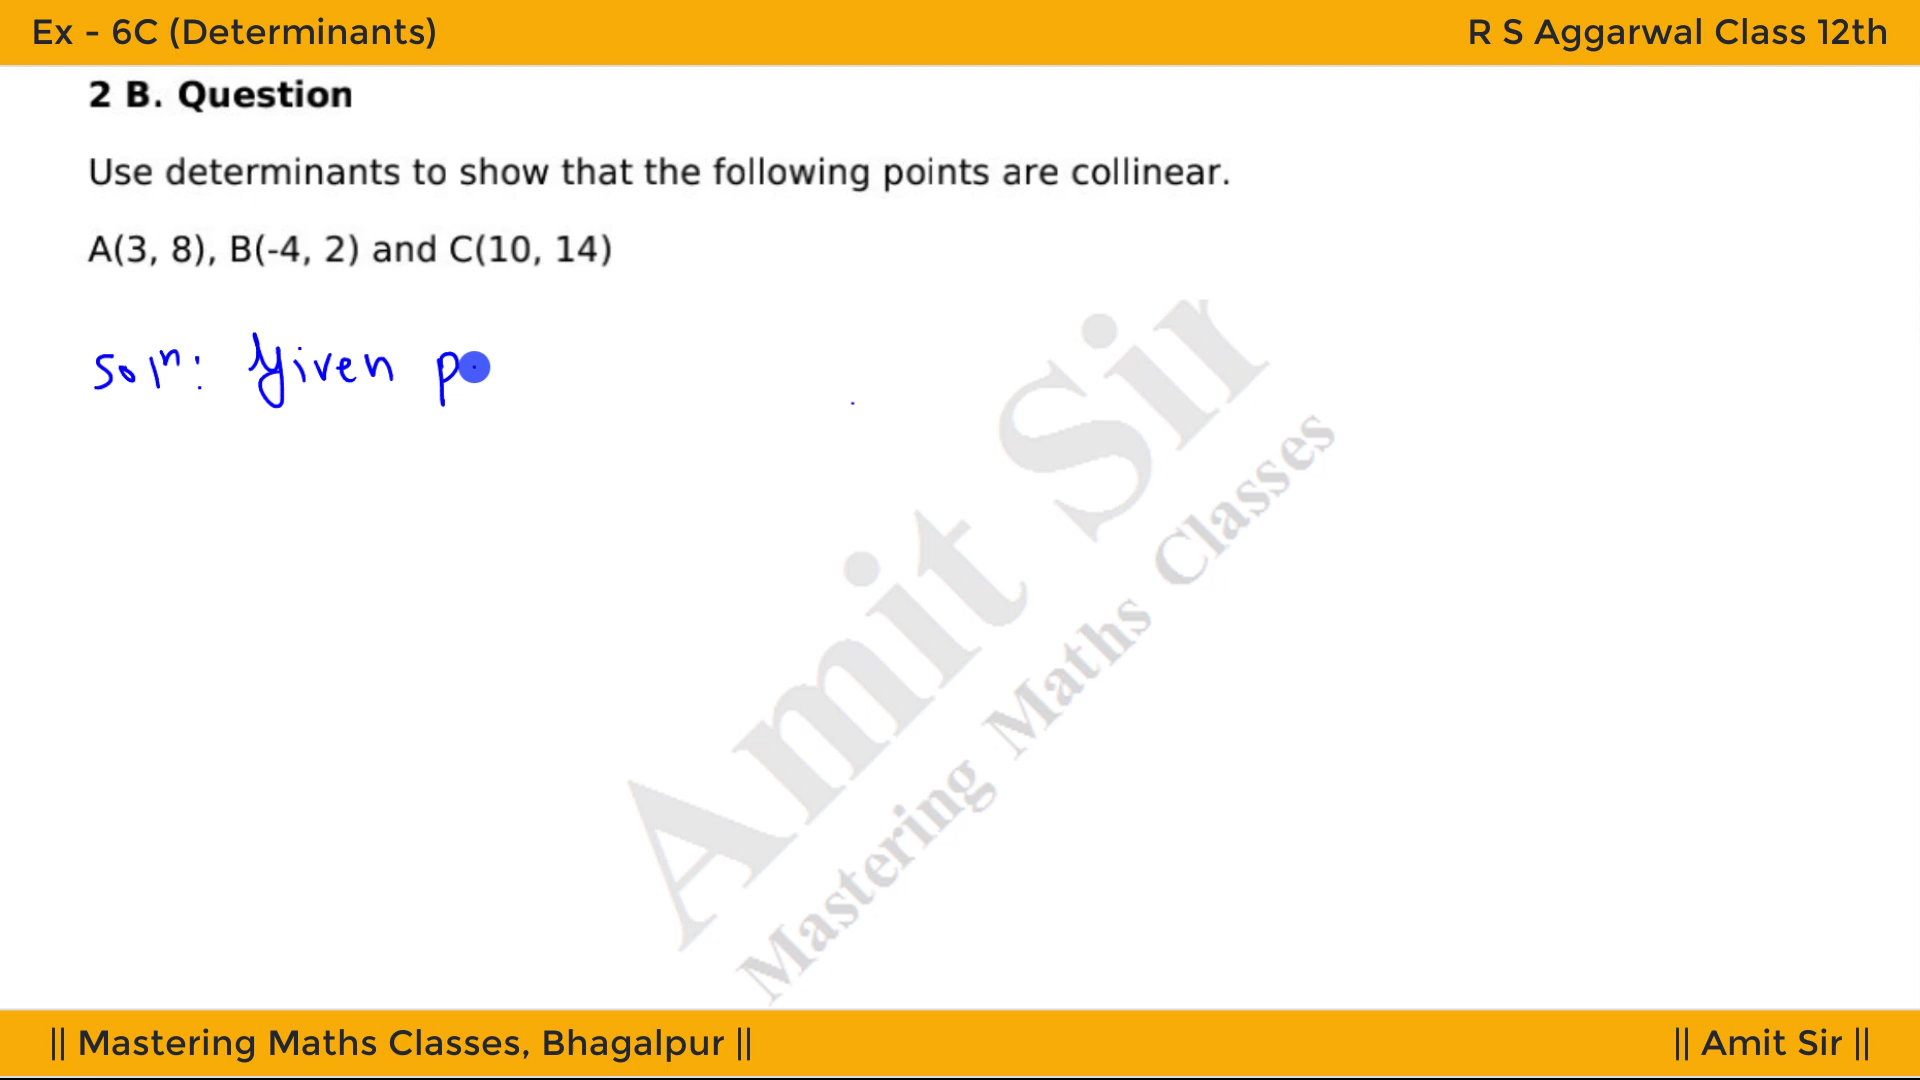 Ex - 6C (Determinants)
R S Aggarwal Class 12th
2 B. Question
Use determinants to show that the following points are collinear.
A(3, 8), B(-4, 2) and C(10, 14)
Solⁿ: Given p
Amit Sir
Mastering Maths Classes
|| Mastering Maths Classes, Bhagalpur ||
|| Amit Sir ||